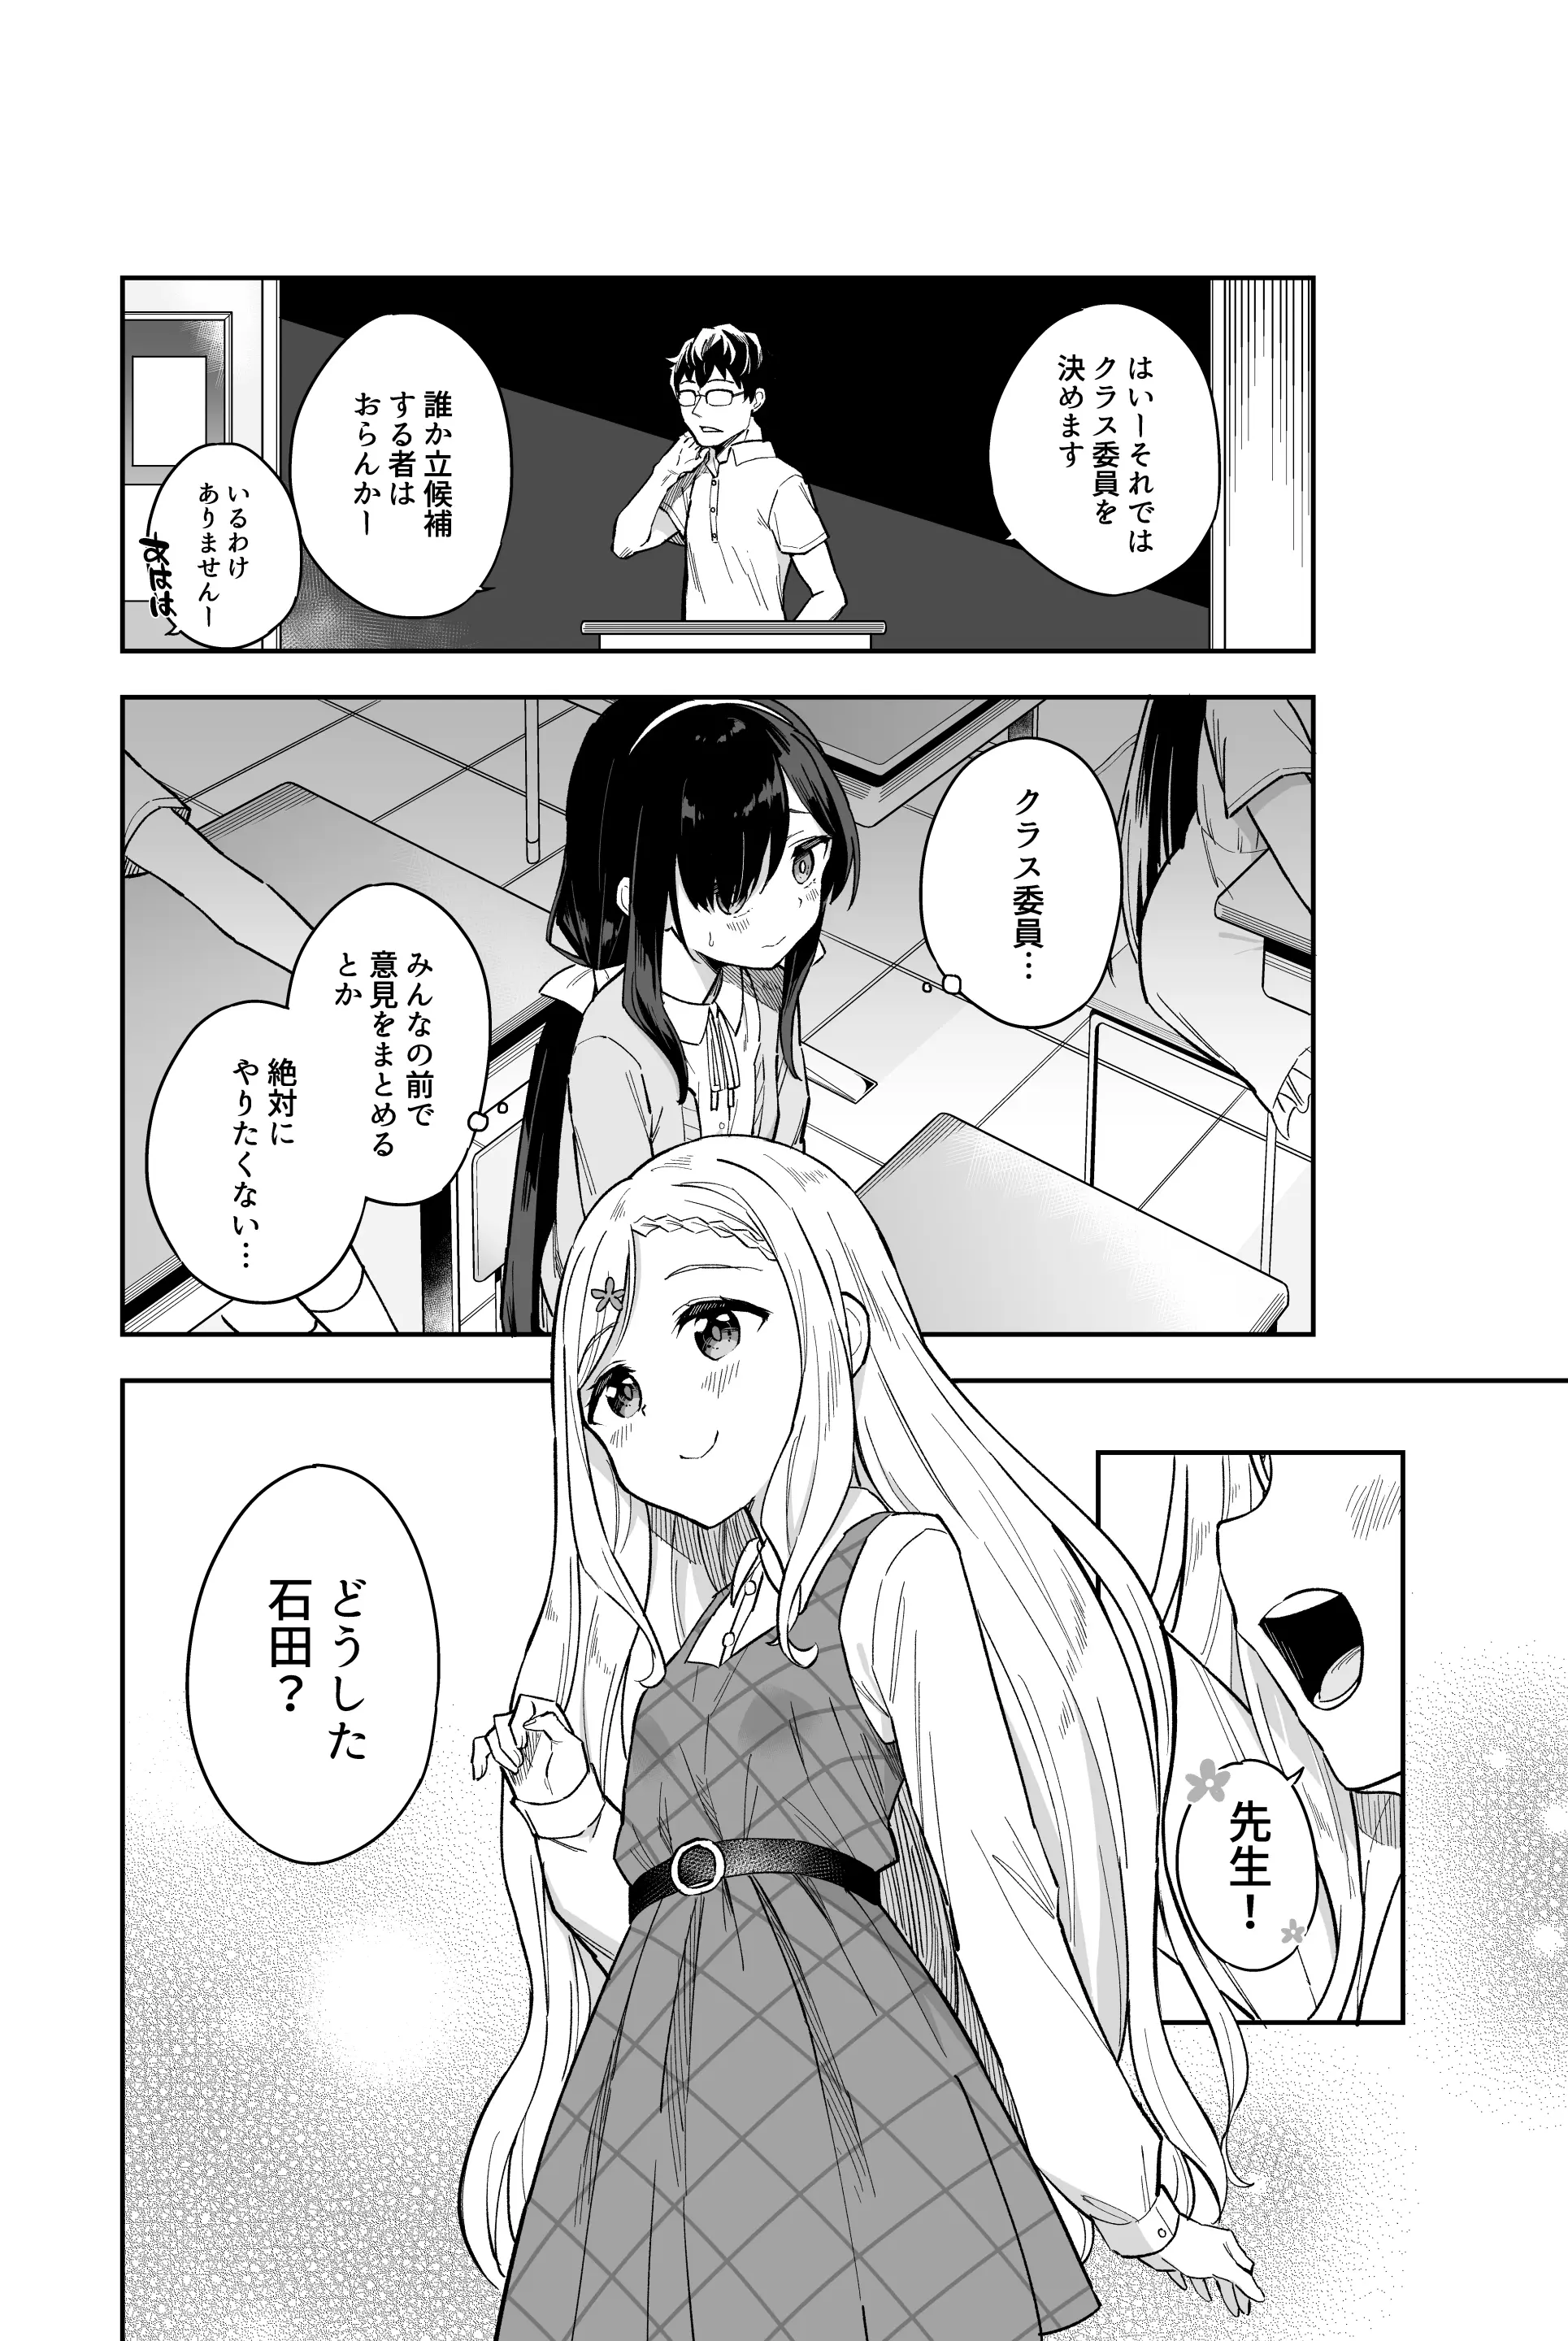 はいーそれでは
クラス委員を
決めます
誰か立候補
する者は
おらんかー
いるわけ
ありませんー
あはは
クラス委員…
みんなの前で
意見をまとめる
とか
絶対に
やりたくない…
先生！
どうした
石田？